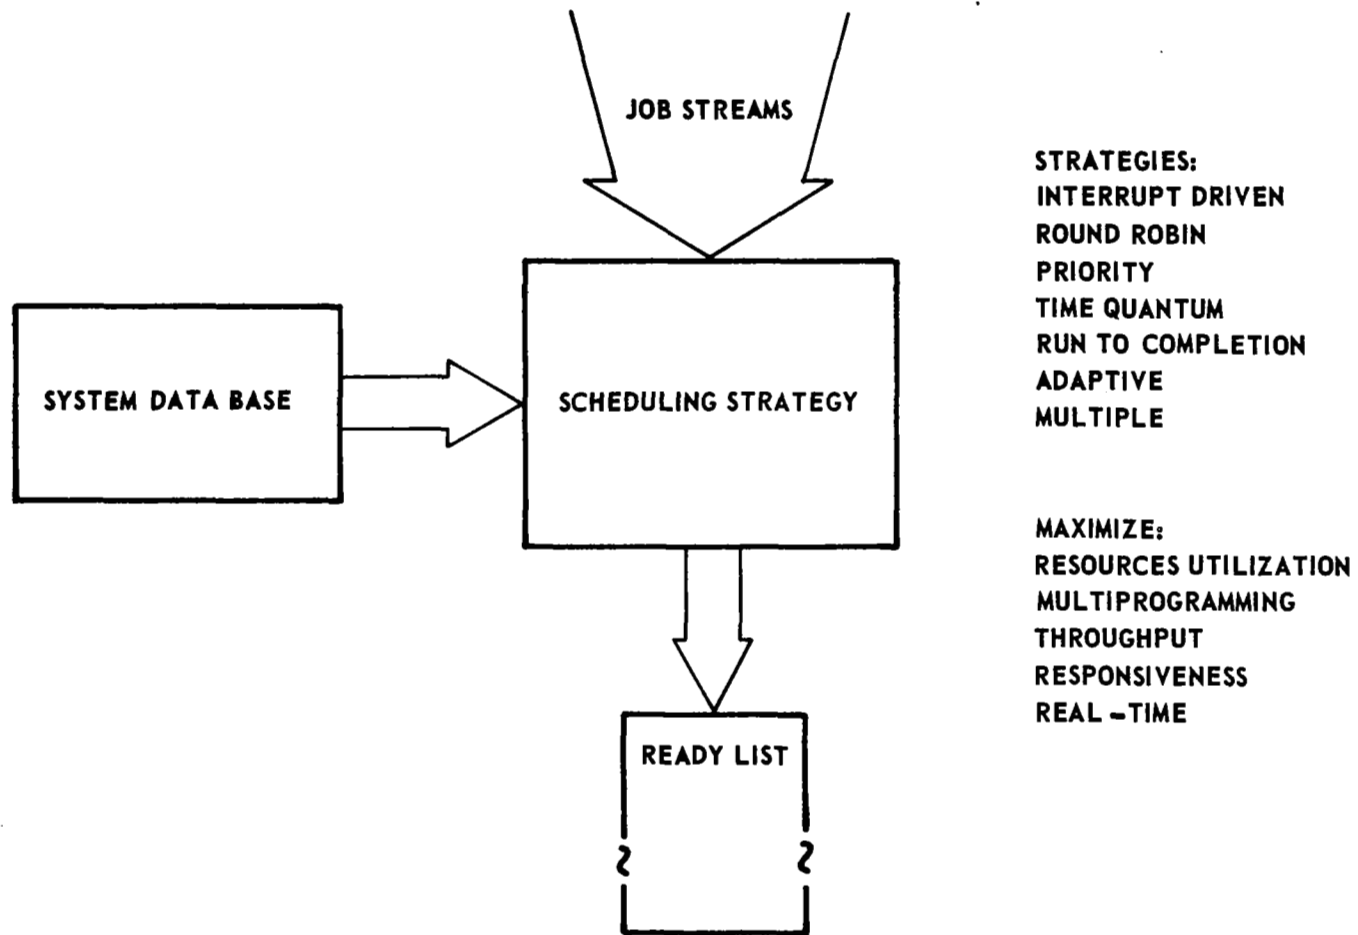 JOB STREAMS
SYSTEM DATA BASE
SCHEDULING STRATEGY
READY LIST
STRATEGIES:
INTERRUPT DRIVEN
ROUND ROBIN
PRIORITY
TIME QUANTUM
RUN TO COMPLETION
ADAPTIVE
MULTIPLE
MAXIMIZE:
RESOURCES UTILIZATION
MULTIPROGRAMMING
THROUGHPUT
RESPONSIVENESS
REAL -TIME